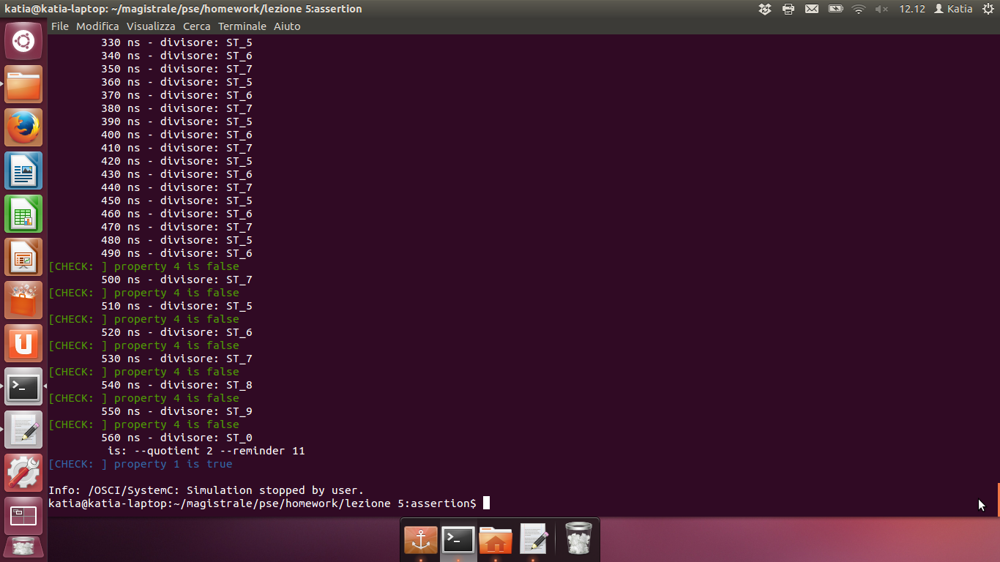 katia@katia-laptop: ~/magistrale/pse/homework/lezione 5:assertion
12.12 Katia
File Modifica Visualizza Cerca Terminale Aiuto
330 ns - divisore: ST_5
340 ns - divisore: ST_6
350 ns - divisore: ST_7
360 ns - divisore: ST_5
370 ns - divisore: ST_6
380 ns - divisore: ST_7
390 ns - divisore: ST_5
400 ns - divisore: ST_6
410 ns - divisore: ST_7
420 ns - divisore: ST_5
430 ns - divisore: ST_6
440 ns - divisore: ST_7
450 ns - divisore: ST_5
460 ns - divisore: ST_6
470 ns - divisore: ST_7
480 ns - divisore: ST_5
490 ns - divisore: ST_6
[CHECK: ] property 4 is false
500 ns - divisore: ST_7
[CHECK: ] property 4 is false
510 ns - divisore: ST_5
[CHECK: ] property 4 is false
520 ns - divisore: ST_6
[CHECK: ] property 4 is false
530 ns - divisore: ST_7
[CHECK: ] property 4 is false
540 ns - divisore: ST_8
[CHECK: ] property 4 is false
550 ns - divisore: ST_9
[CHECK: ] property 4 is false
560 ns - divisore: ST_0
is: --quotient 2 --reminder 11
[CHECK: ] property 1 is true
Info: /OSCI/SystemC: Simulation stopped by user.
katia@katia-laptop:~/magistrale/pse/homework/lezione 5:assertion$